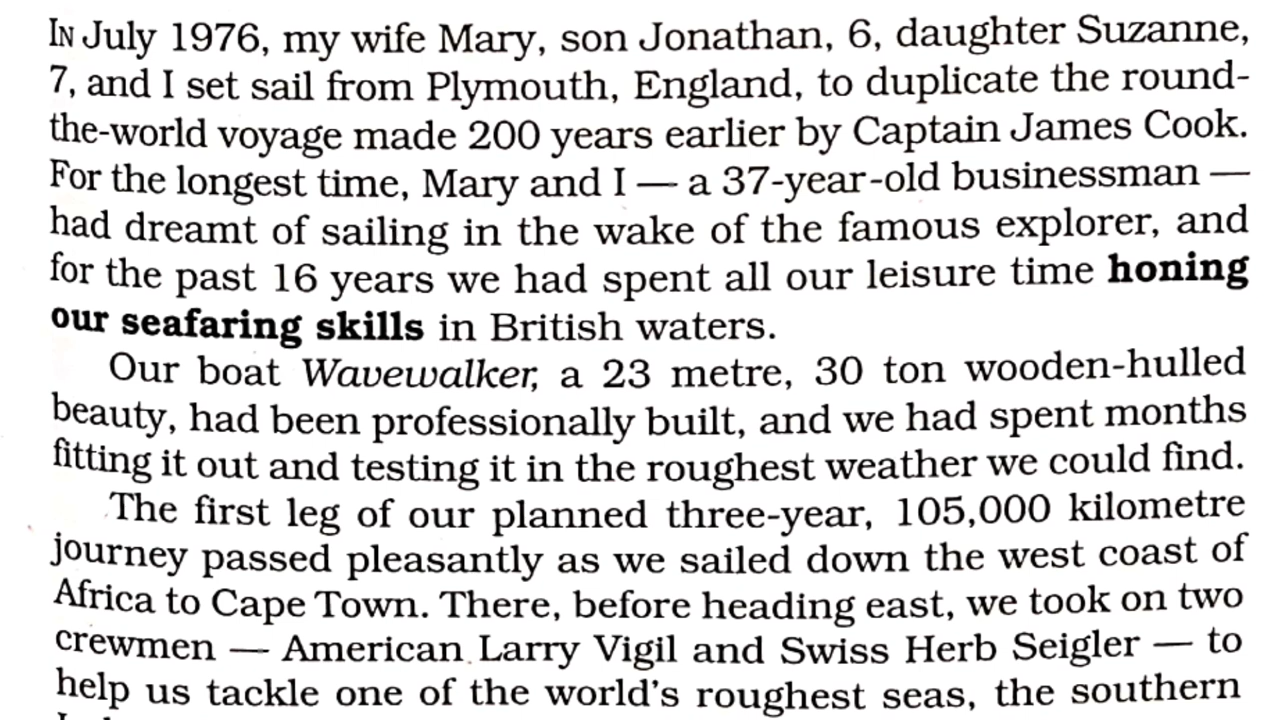 IN July 1976, my wife Mary, son Jonathan, 6, daughter Suzanne,
7, and I set sail from Plymouth, England, to duplicate the round-
the-world voyage made 200 years earlier by Captain James Cook.
For the longest time, Mary and I — a 37-year-old businessman —
had dreamt of sailing in the wake of the famous explorer, and
for the past 16 years we had spent all our leisure time honing
our seafaring skills in British waters.
Our boat Wavewalker, a 23 metre, 30 ton wooden-hulled
beauty, had been professionally built, and we had spent months
fitting it out and testing it in the roughest weather we could find.
The first leg of our planned three-year, 105,000 kilometre
journey passed pleasantly as we sailed down the west coast of
Africa to Cape Town. There, before heading east, we took on two
crewmen — American Larry Vigil and Swiss Herb Seigler — to
help us tackle one of the world's roughest seas, the southern